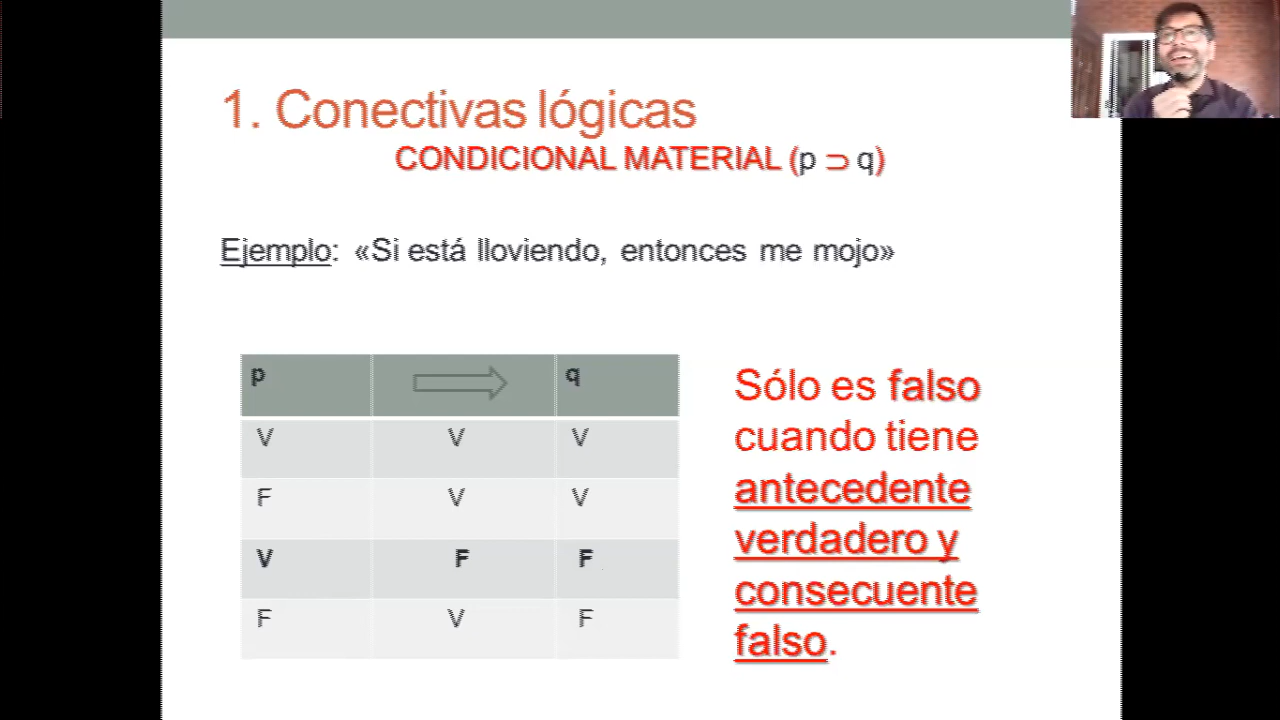 1. Conectivas lógicas
CONDICIONAL MATERIAL (p ⊃ q)
Ejemplo: «Si está lloviendo, entonces me mojo»
p q
V V V
F V V
V F F
F V F
Sólo es falso
cuando tiene
antecedente
verdadero y
consecuente
falso.